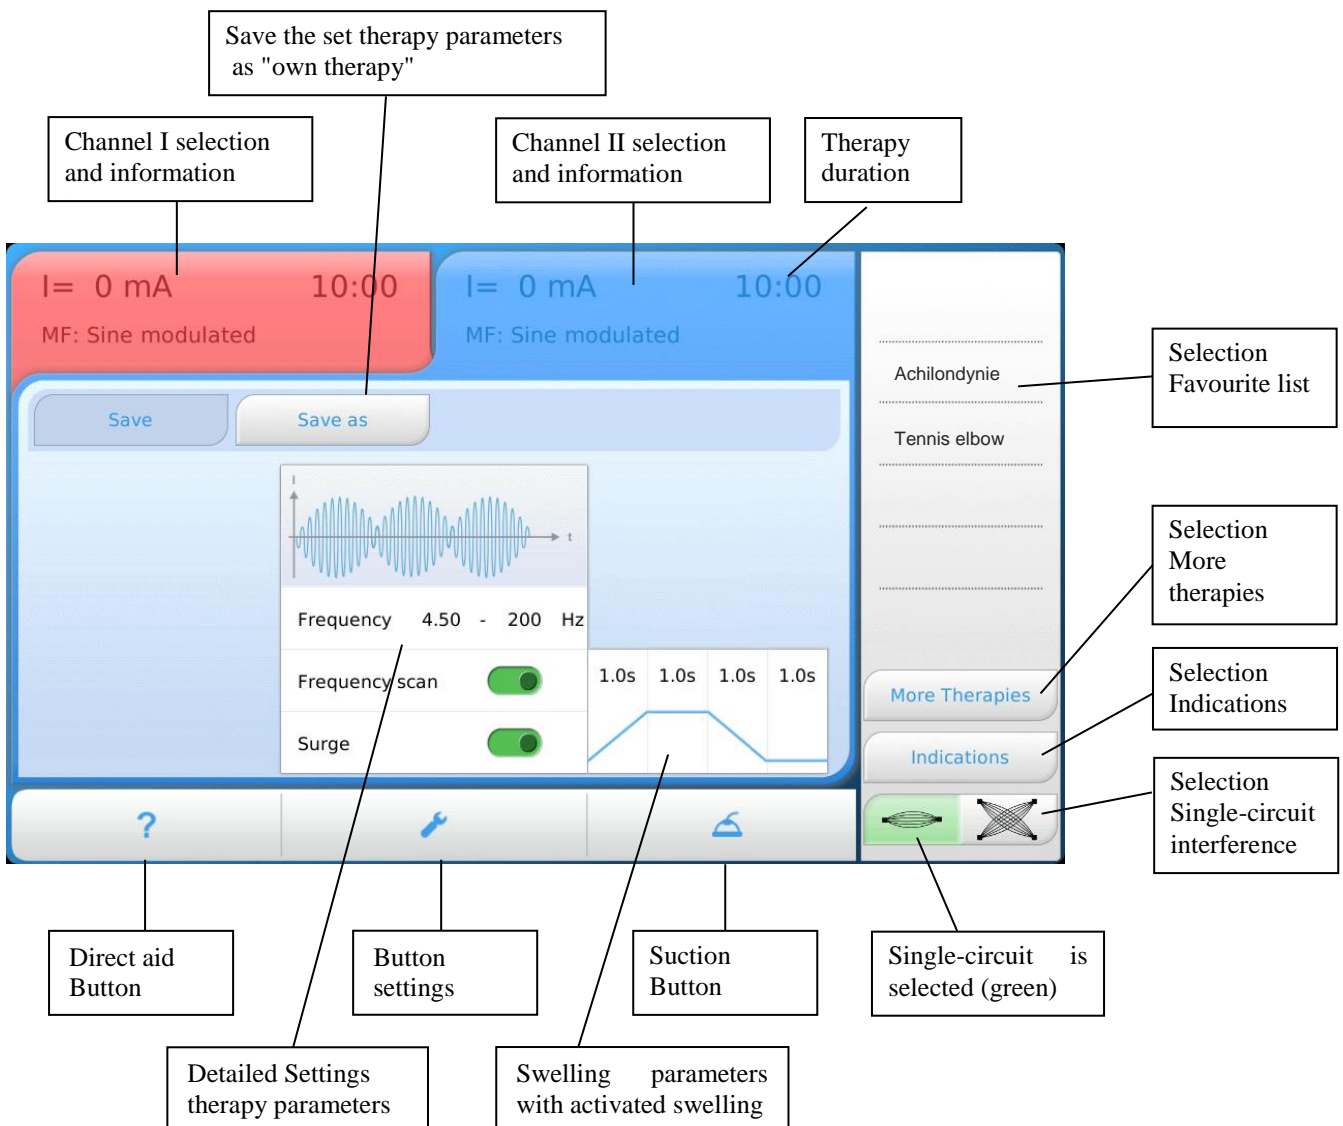 Save the set therapy parameters
as "own therapy"
Channel I selection
and information
Channel II selection
and information
Therapy
duration
I= 0 mA 10:00
MF: Sine modulated
I= 0 mA 10:00
MF: Sine modulated
Save
Save as
I
t
Frequency 4.50 - 200 Hz
Frequency scan
Surge
1.0s 1.0s 1.0s 1.0s
Achilondynie
Tennis elbow
More Therapies
Indications
?
Selection
Favourite list
Selection
More
therapies
Selection
Indications
Selection
Single-circuit
interference
Direct aid
Button
Button
settings
Suction
Button
Single-circuit is
selected (green)
Detailed Settings
therapy parameters
Swelling parameters
with activated swelling